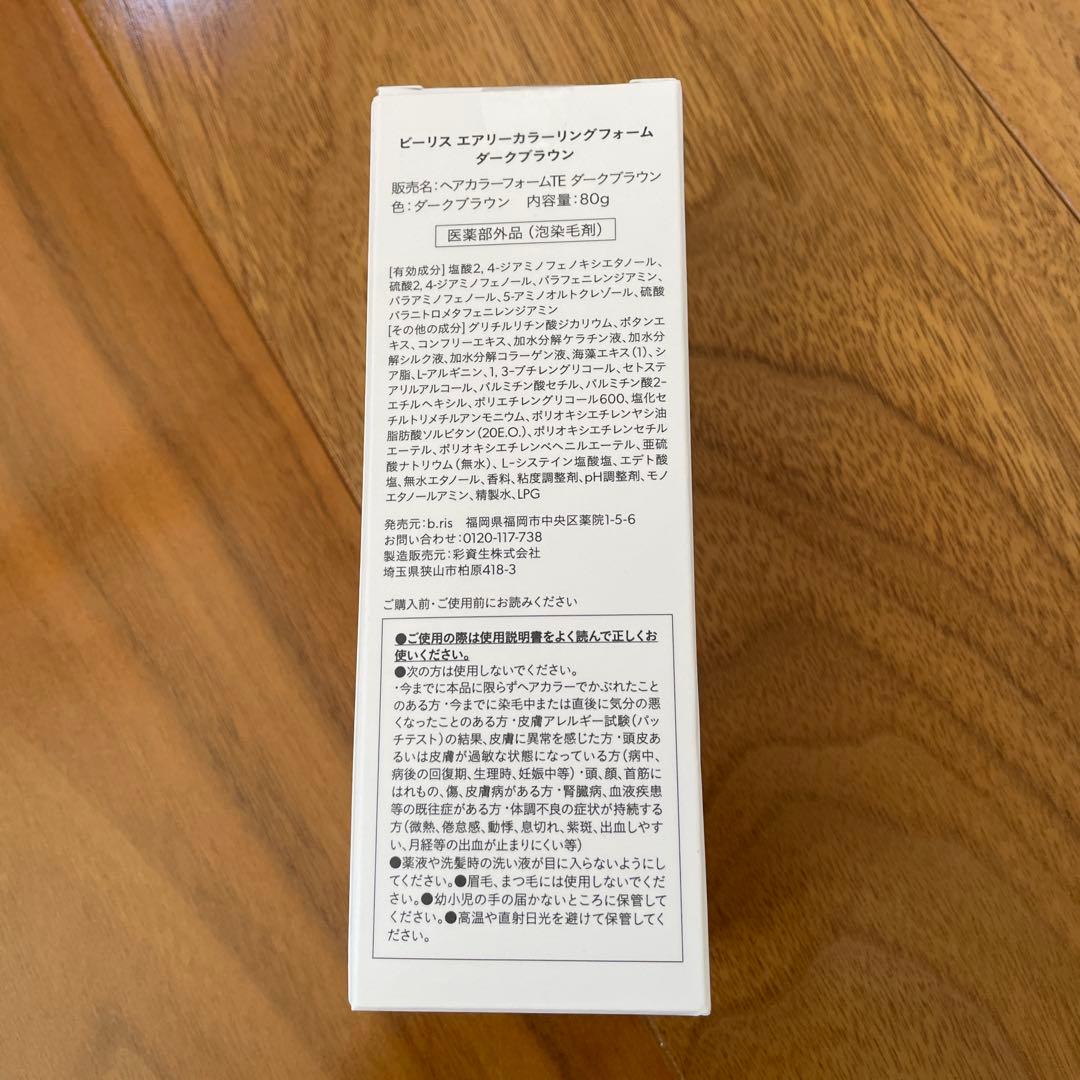 ビーリス エアリーカラーリングフォーム
ダークブラウン
販売名:ヘアカラーフォームTE ダークブラウン
色:ダークブラウン 内容量:80g
医薬部外品(泡染毛剤)
[有効成分]塩酸2,4-ジアミノフェノキシエタノール、
硫酸2,4-ジアミノフェノール、パラフェニレンジアミン、
パラアミノフェノール、5-アミノオルトクレゾール、硫酸
パラニトロメタフェニレンジアミン
[その他の成分]グリチルリチン酸ジカリウム、ボタンエ
キス、コンフリーエキス、加水分解ケラチン液、加水分
解シルク液、加水分解コラーゲン液、海藻エキス(1)、シ
ア脂、L-アルギニン、1,3-ブチレングリコール、セトステ
アリルアルコール、パルミチン酸セチル、パルミチン酸2-
エチルヘキシル、ポリエチレングリコール600、塩化セ
チルトリメチルアンモニウム、ポリオキシエチレンヤシ油
脂肪酸ソルビタン(20E.O.)、ポリオキシエチレンセチル
エーテル、ポリオキシエチレンベヘニルエーテル、亜硫
酸ナトリウム(無水)、L-システイン塩酸塩、エデト酸
塩、無水エタノール、香料、粘度調整剤、pH調整剤、モノ
エタノールアミン、精製水、LPG
発売元:b.ris 福岡県福岡市中央区薬院1-5-6
お問い合わせ:0120-117-738
製造販売元:彩資生株式会社
埼玉県狭山市柏原418-3
ご購入前・ご使用前にお読みください
●ご使用の際は使用説明書をよく読んで正しくお
使いください。
●次の方は使用しないでください。
・今までに本品に限らずヘアカラーでかぶれたこと
のある方・今までに染毛中または直後に気分の悪
くなったことのある方・皮膚アレルギー試験(パッ
チテスト)の結果、皮膚に異常を感じた方・頭皮あ
るいは皮膚が過敏な状態になっている方(病中、
病後の回復期、生理時、妊娠中等)・頭、顔、首筋に
はれもの、傷、皮膚病がある方・腎臓病、血液疾患
等の既往症がある方・体調不良の症状が持続する
方(微熱、倦怠感、動悸、息切れ、紫斑、出血しやす
い、月経等の出血が止まりにくい等)
●薬液や洗髪時の洗い液が目に入らないようにし
てください。●眉毛、まつ毛には使用しないでくだ
さい。●幼小児の手の届かないところに保管して
ください。●高温や直射日光を避けて保管してく
ださい。